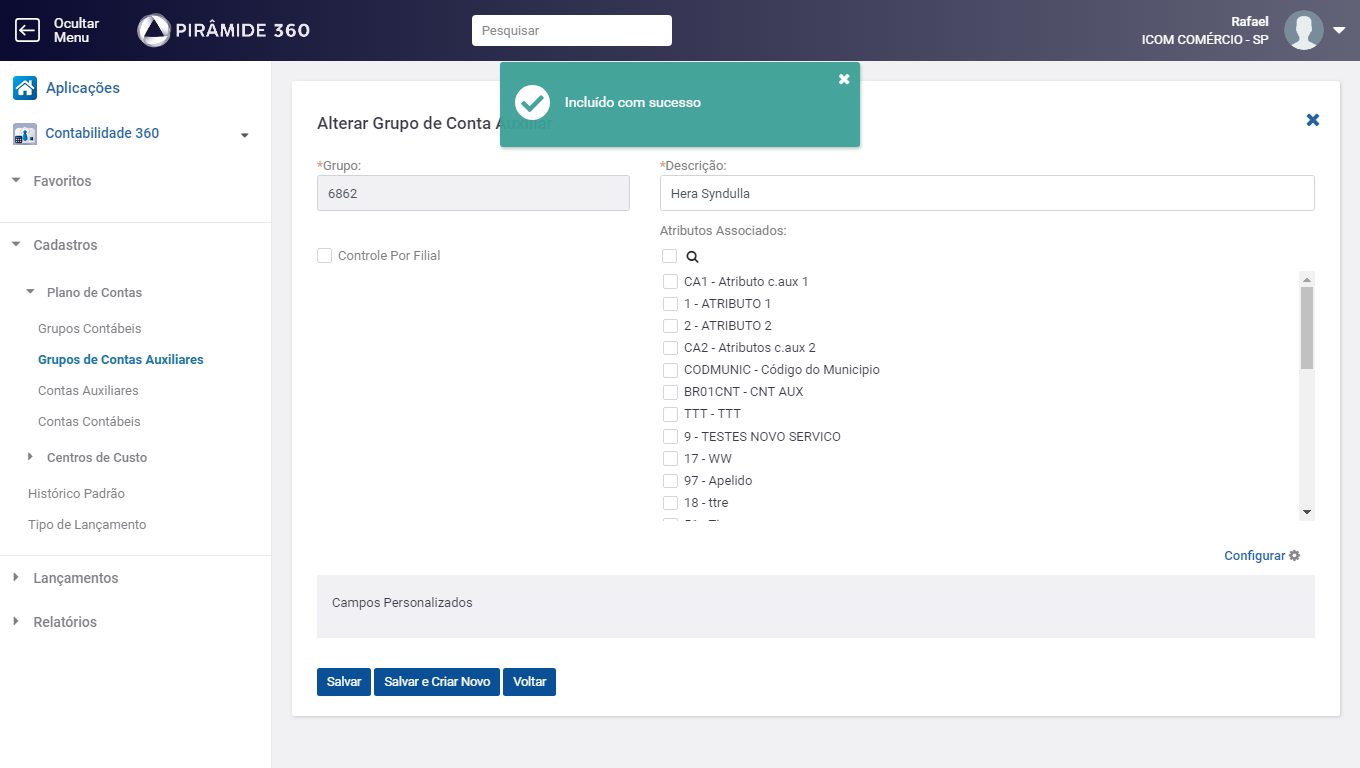 Ocultar
Menu
PIRÂMIDE 360
Pesquisar
Rafael
ICOM COMÉRCIO - SP
Incluído com sucesso
Aplicações
Contabilidade 360
Favoritos
Cadastros
Plano de Contas
Grupos Contábeis
Grupos de Contas Auxiliares
Contas Auxiliares
Contas Contábeis
Centros de Custo
Histórico Padrão
Tipo de Lançamento
Lançamentos
Relatórios
Alterar Grupo de Conta Auxiliar
*Grupo:
6862
*Descrição:
Hera Syndulla
Controle Por Filial
Atributos Associados:
CA1 - Atributo c.aux 1
1 - ATRIBUTO 1
2 - ATRIBUTO 2
CA2 - Atributos c.aux 2
CODMUNIC - Código do Municipio
BR01CNT - CNT AUX
TTT - TTT
9 - TESTES NOVO SERVICO
17 - WW
97 - Apelido
18 - ttre
Configurar
Campos Personalizados
Salvar
Salvar e Criar Novo
Voltar